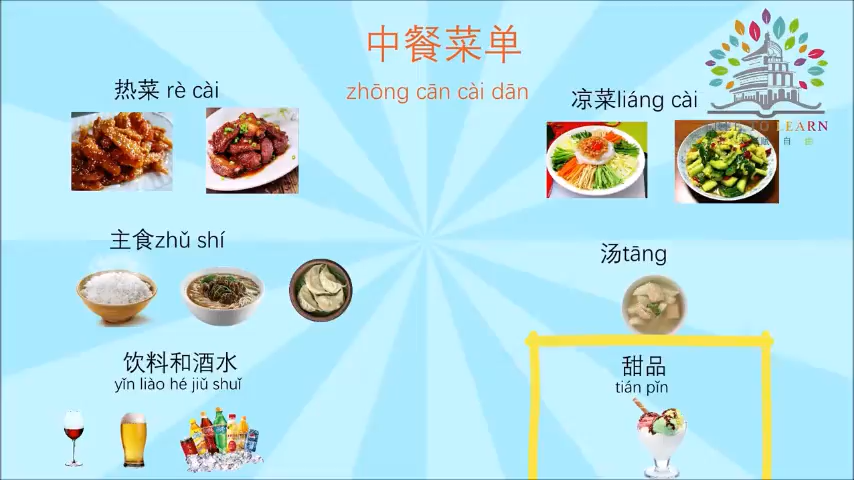 中餐菜单
zhōng cān cài dān
热菜 rè cài
凉菜liáng cài
主食zhǔ shí
汤tāng
饮料和酒水
yǐn liào hé jiǔ shuǐ
甜品
tián pǐn
TO LEARN